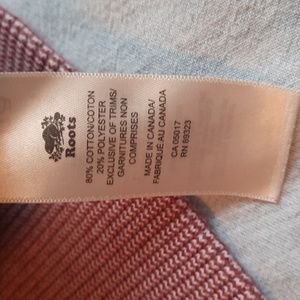 Roots
80% COTTON/COTON
20% POLYESTER
EXCLUSIVE OF TRIMS/
GARNITURES NON
COMPRISES
MADE IN CANADA/
FABRIQUÉ AU CANADA
CA 05017
RN 89323